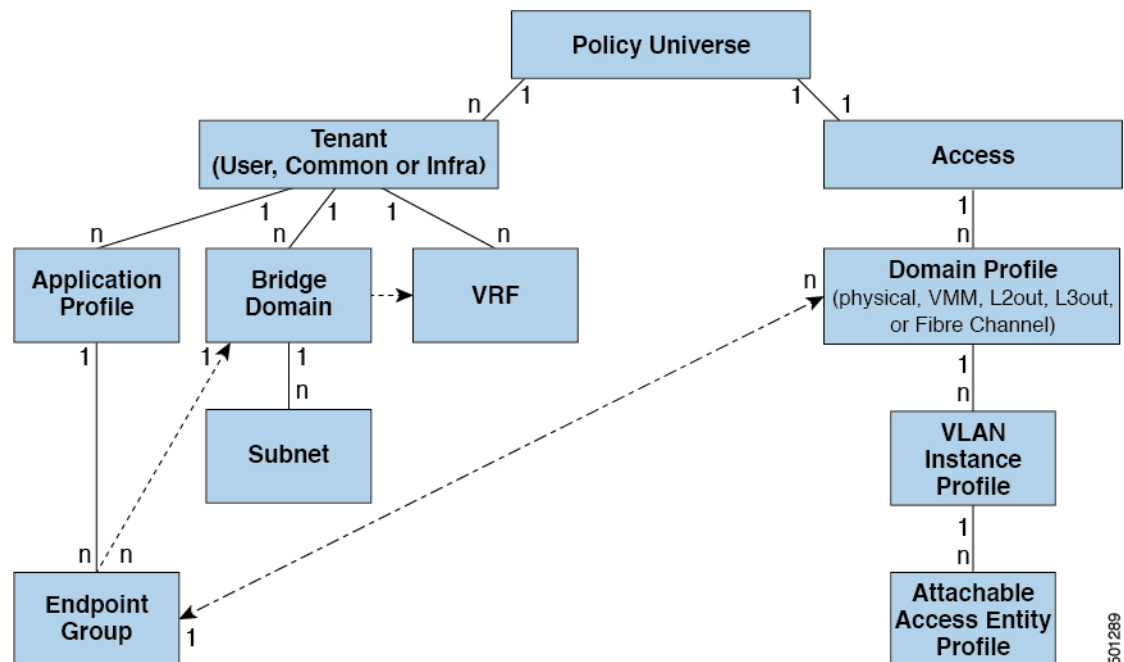 Policy Universe
n
1
1
1
Tenant
(User, Common or Infra)
Access
1
1
1
n
n
n
1
n
Application
Profile
Bridge
Domain
VRF
Domain Profile
(physical, VMM, L2out, L3out,
or Fibre Channel)
n
1
1
1
n
1
n
Subnet
VLAN
Instance
Profile
1
n
n
n
Endpoint
Group
1
Attachable
Access Entity
Profile
501289